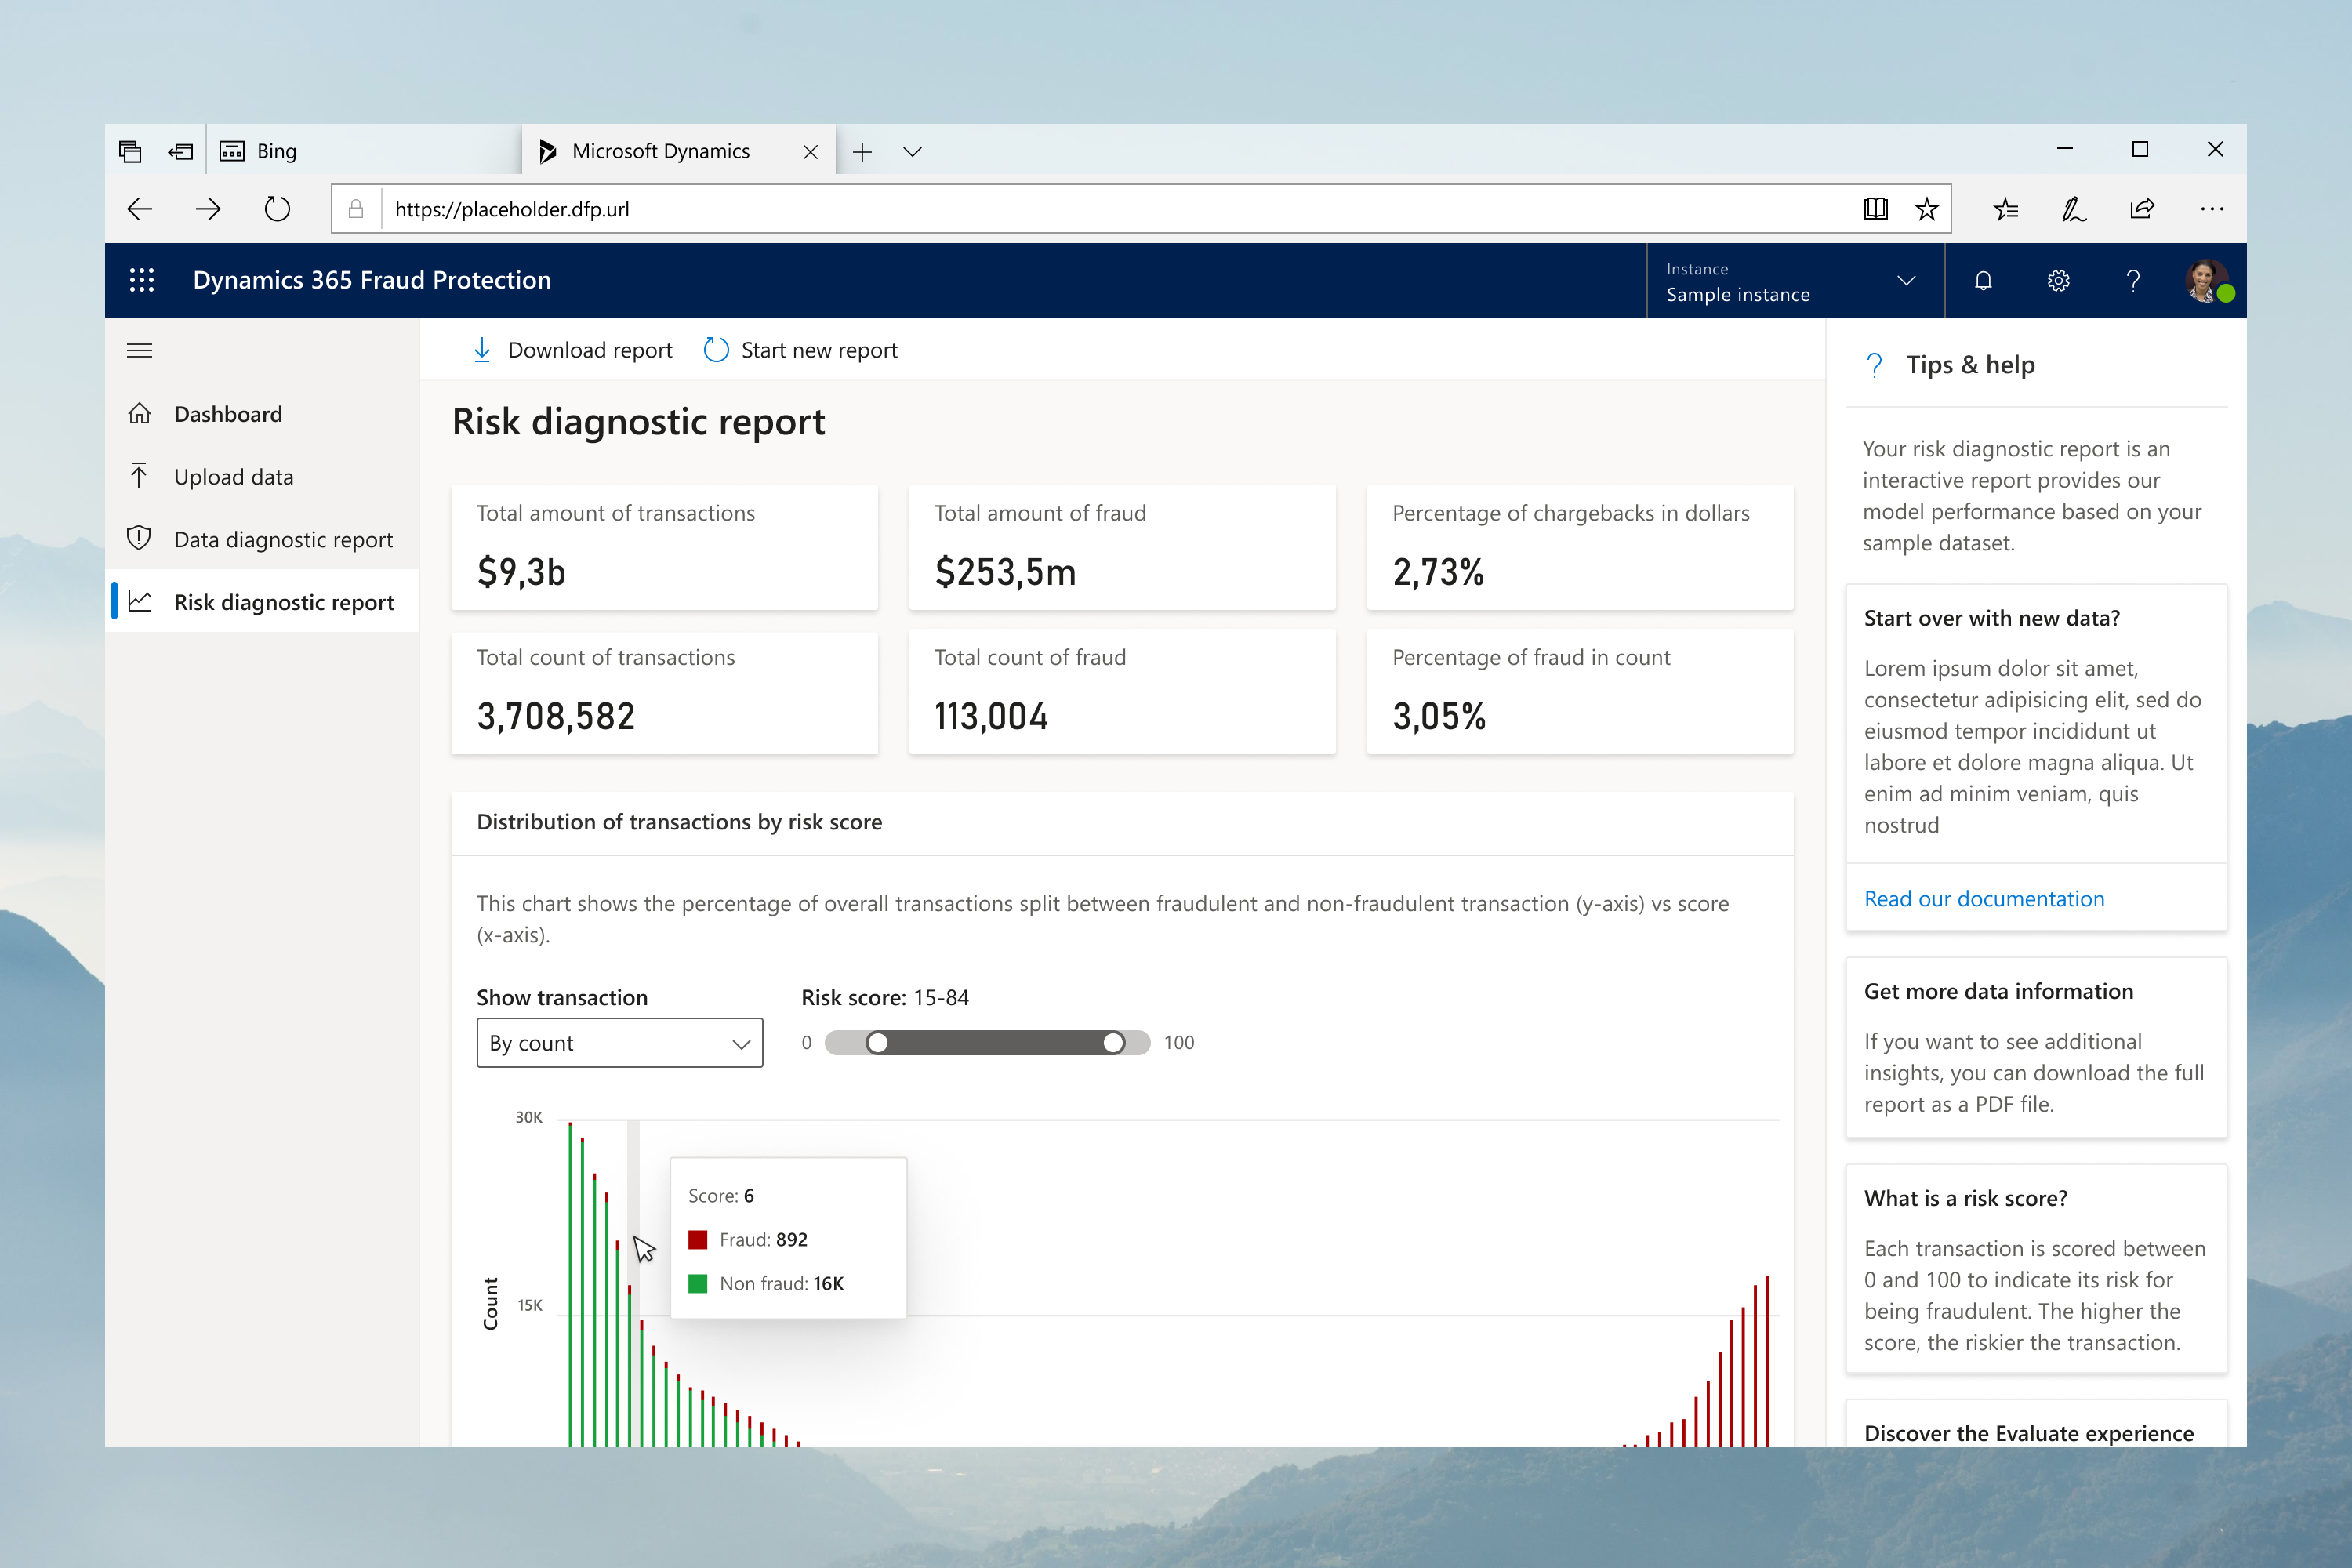 Bing
Microsoft Dynamics
https://placeholder.dfp.url
Dynamics 365 Fraud Protection
Instance
Sample instance
Dashboard
Upload data
Data diagnostic report
Risk diagnostic report
Download report
Start new report
Risk diagnostic report
Total amount of transactions
$9,3b
Total amount of fraud
$253,5m
Percentage of chargebacks in dollars
2,73%
Total count of transactions
3,708,582
Total count of fraud
113,004
Percentage of fraud in count
3,05%
Distribution of transactions by risk score
This chart shows the percentage of overall transactions split between fraudulent and non-fraudulent transaction (y-axis) vs score
(x-axis).
Show transaction
By count
Risk score: 15-84
0
100
30K
15K
Count
Score: 6
Fraud: 892
Non fraud: 16K
? Tips & help
Your risk diagnostic report is an
interactive report provides our
model performance based on your
sample dataset.
Start over with new data?
Lorem ipsum dolor sit amet,
consectetur adipisicing elit, sed do
eiusmod tempor incididunt ut
labore et dolore magna aliqua. Ut
enim ad minim veniam, quis
nostrud
Read our documentation
Get more data information
If you want to see additional
insights, you can download the full
report as a PDF file.
What is a risk score?
Each transaction is scored between
0 and 100 to indicate its risk for
being fraudulent. The higher the
score, the riskier the transaction.
Discover the Evaluate experience